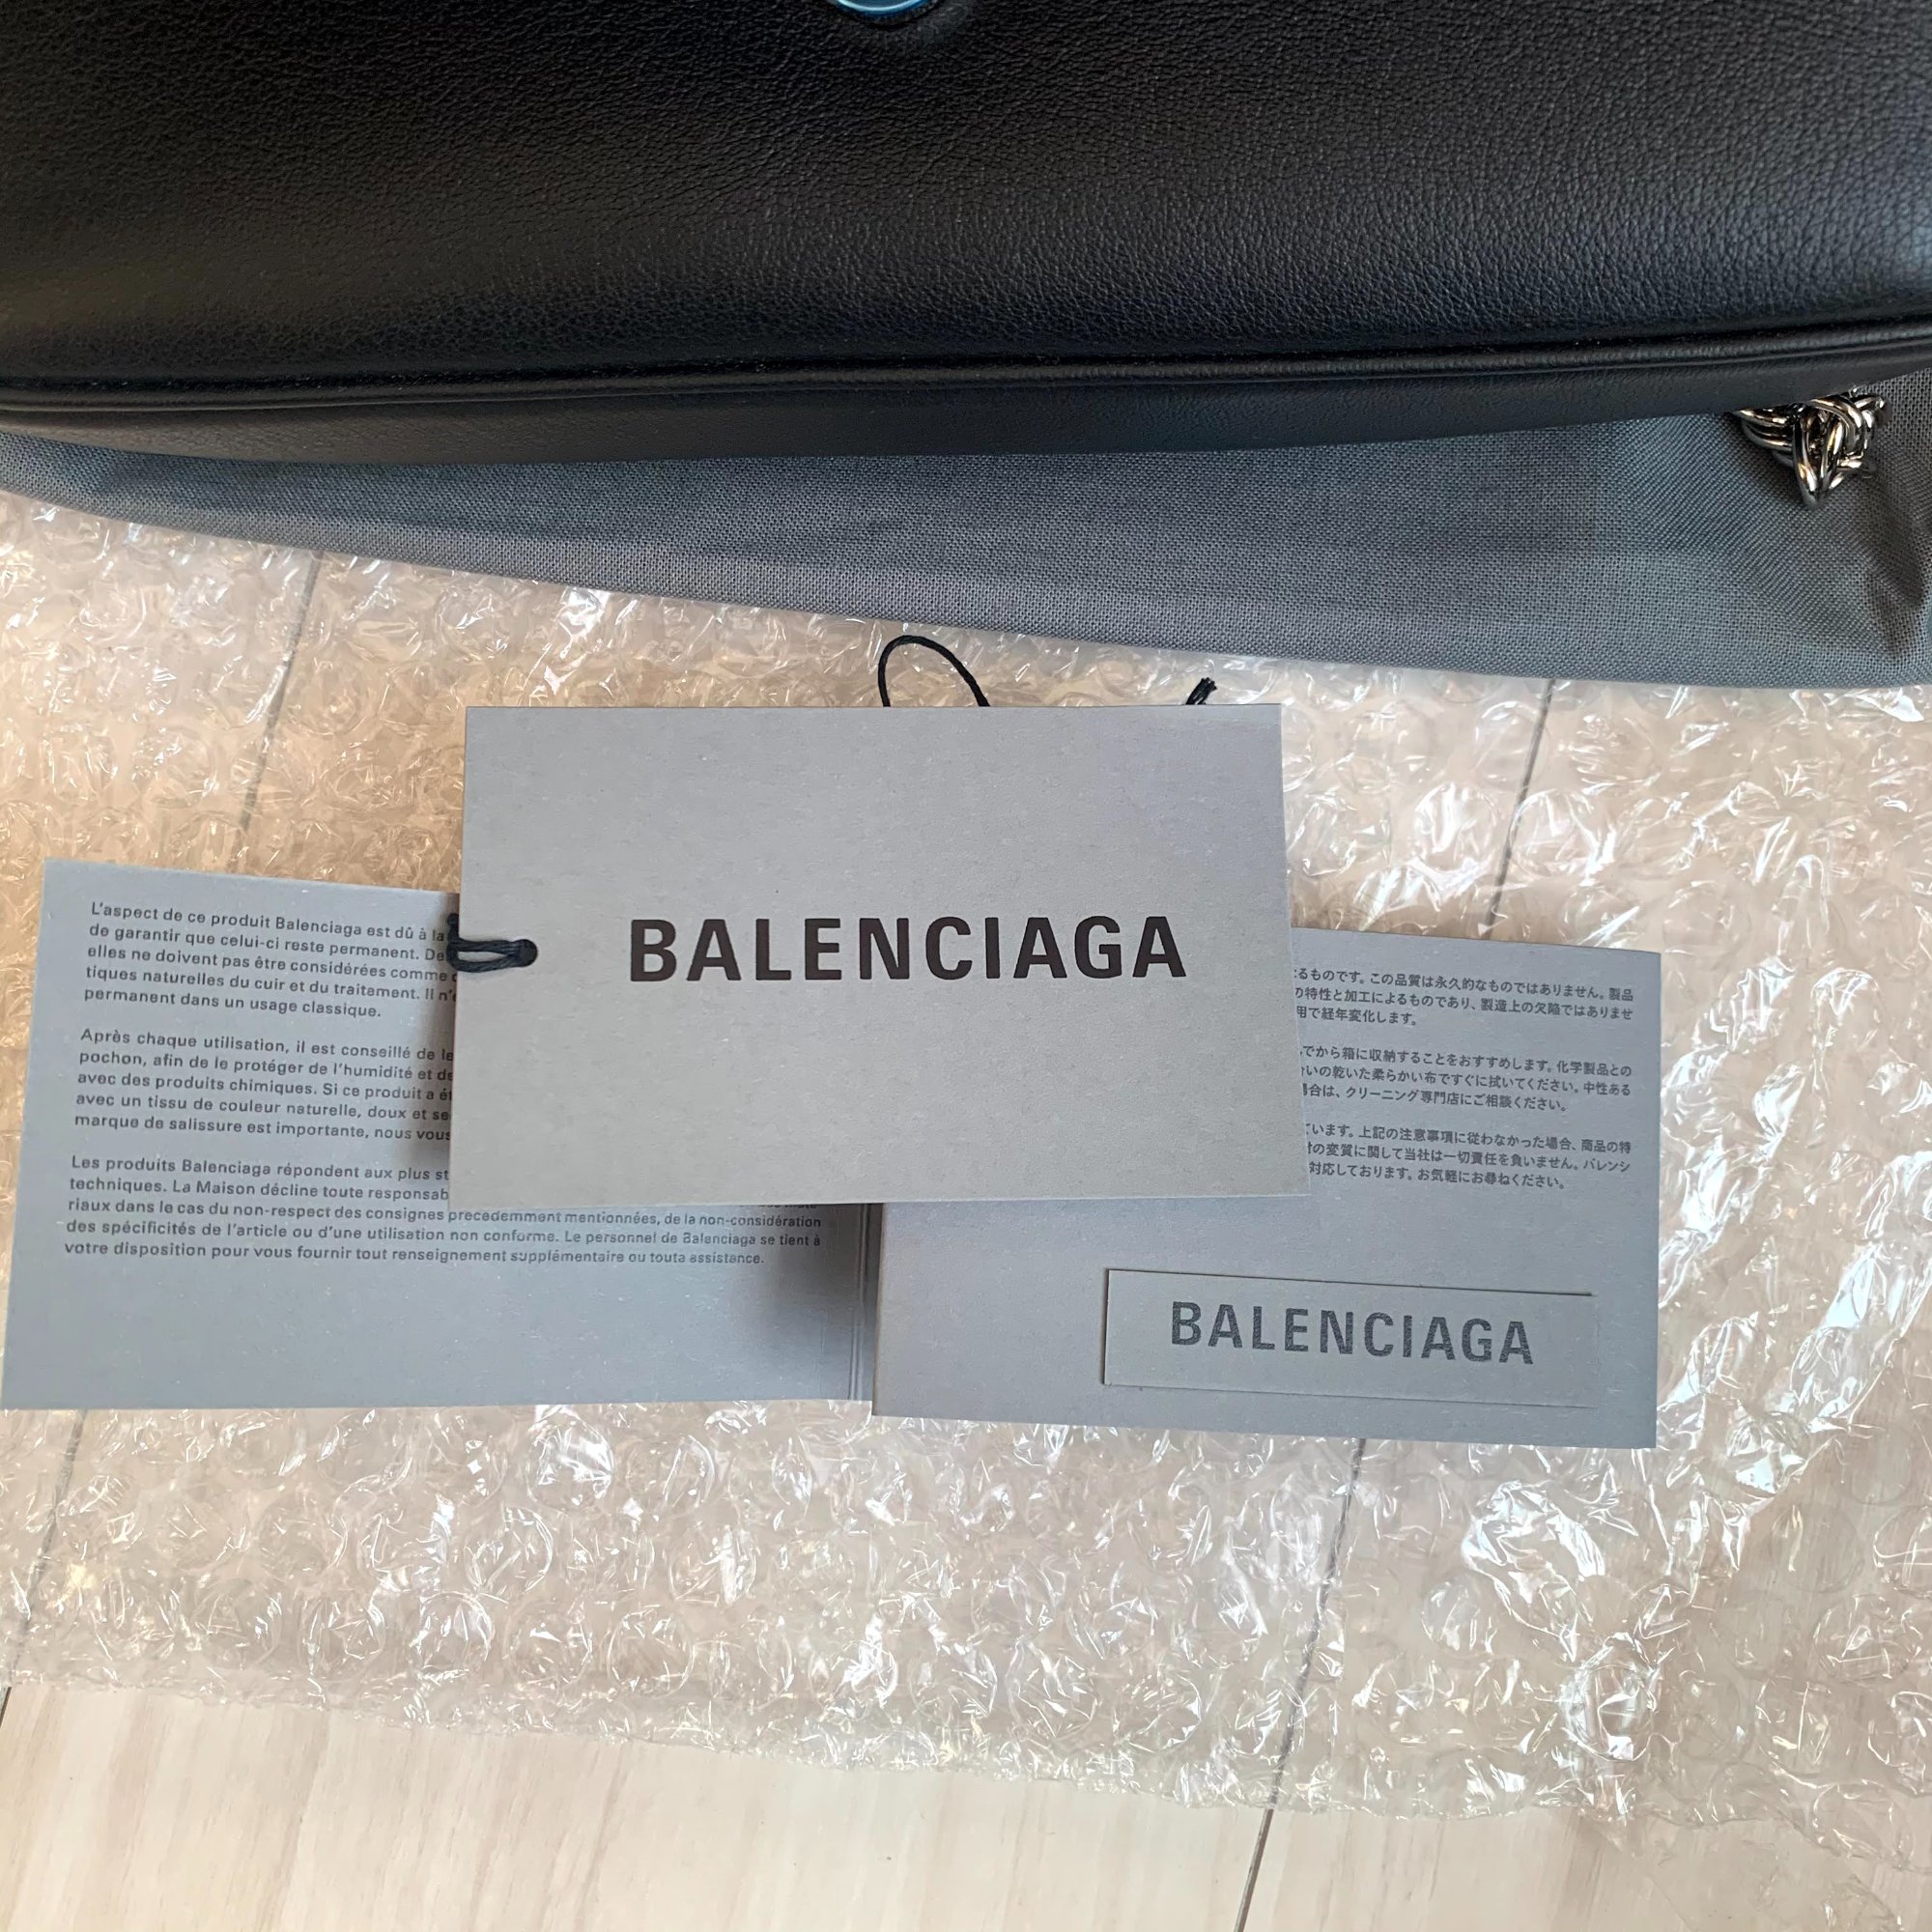 BALENCIAGA
L'aspect de ce produit Balenciaga est dû à la
de garantir que celui-ci reste permanent. De
elles ne doivent pas être considérées comme
tiques naturelles du cuir et du traitement. Il n'e
permanent dans un usage classique.
Après chaque utilisation, il est conseillé de le
pochon, afin de le protéger de l'humidité et de
avec des produits chimiques. Si ce produit a ét
avec un tissu de couleur naturelle, doux et se
marque de salissure est importante, nous vous
Les produits Balenciaga répondent aux plus st
techniques. La Maison décline toute responsab
riaux dans le cas du non-respect des consignes précédemment mentionnées, de la non-considération
des spécificités de l'article ou d'une utilisation non conforme. Le personnel de Balenciaga se tient à
votre disposition pour vous fournir tout renseignement supplémentaire ou touta assistance.
るものです。この品質は永久的なものではありません。製品
の特性と加工によるものであり、製造上の欠陥ではありませ
用で経年変化します。
でから箱に収納することをおすすめします。化学製品との
いの乾いた柔らかい布ですぐに拭いてください。中性ある
場合は、クリーニング専門店にご相談ください。
ています。上記の注意事項に従わなかった場合、商品の特
材の変質に関して当社は一切責任を負いません。バレンシ
対応しております。お気軽にお尋ねください。
BALENCIAGA